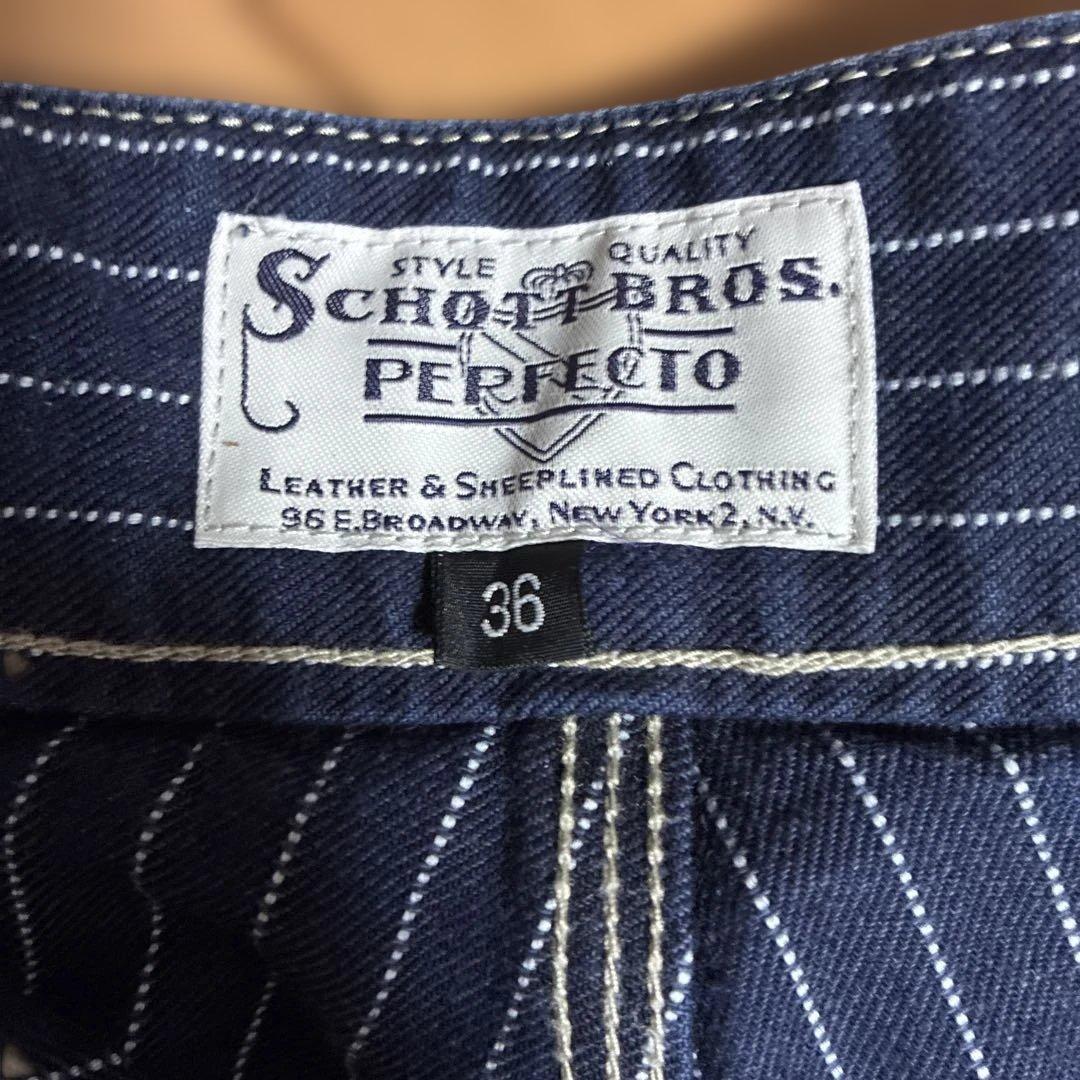 STYLE QUALITY
SCHOTT BROS.
PERFECTO
LEATHER & SHEEPLINED CLOTHING
96 E.BROADWAY, NEW YORK 2, N.Y.
36